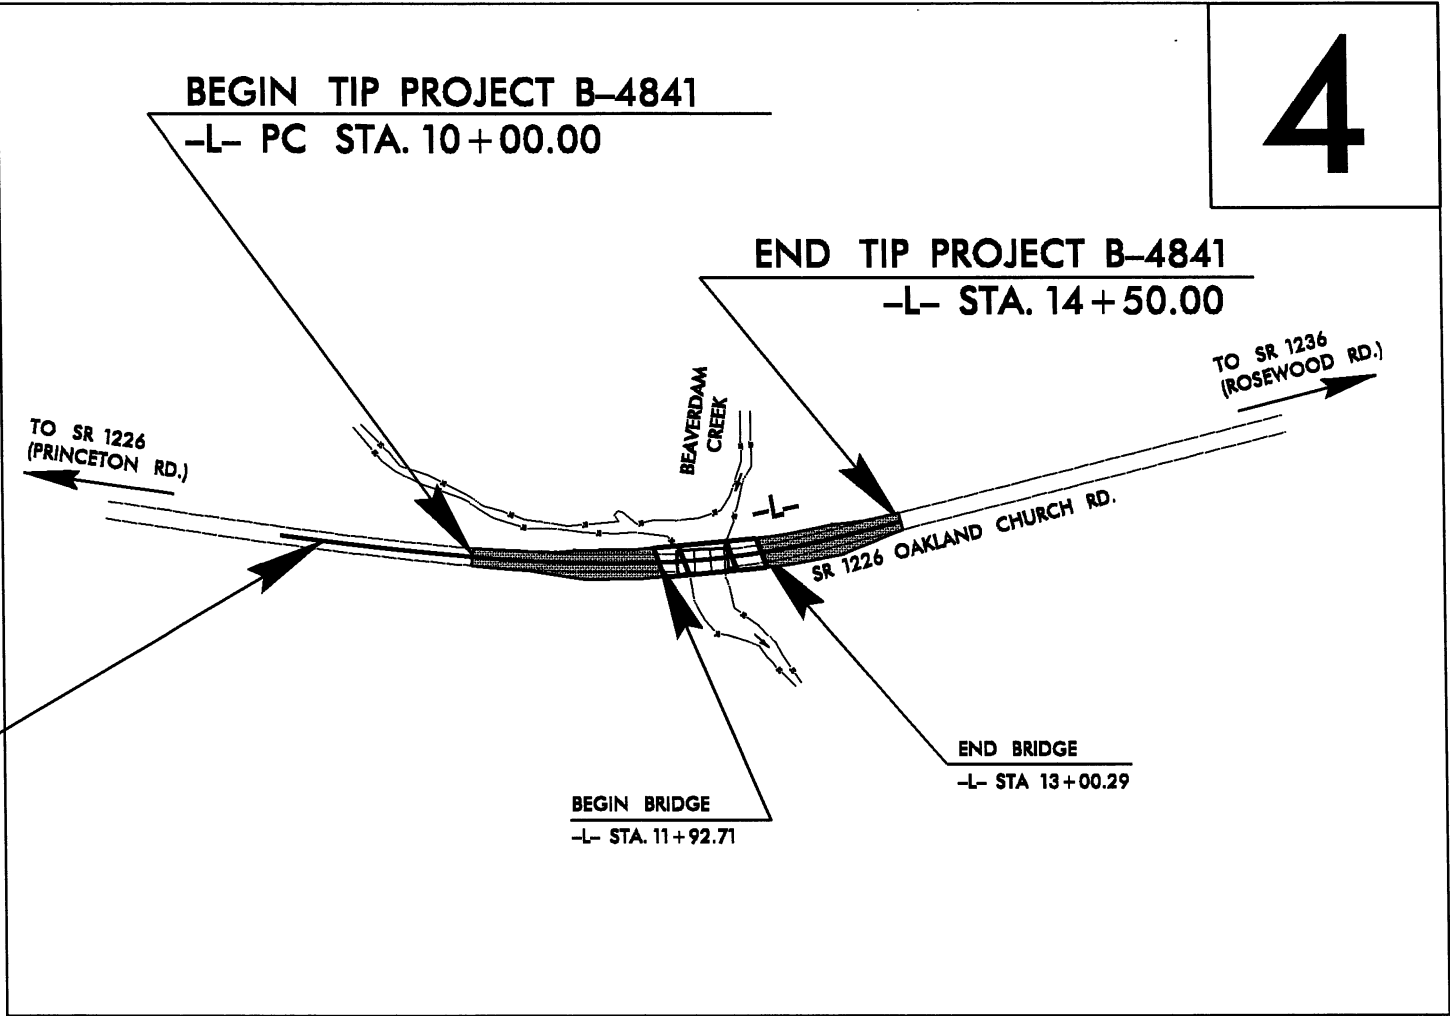 4
BEGIN TIP PROJECT B–4841
–L– PC STA. 10+00.00
END TIP PROJECT B–4841
–L– STA. 14+50.00
TO SR 1236
(ROSEWOOD RD.)
TO SR 1226
(PRINCETON RD.)
BEAVERDAM
CREEK
–L–
SR 1226 OAKLAND CHURCH RD.
END BRIDGE
–L– STA 13+00.29
BEGIN BRIDGE
–L– STA. 11+92.71